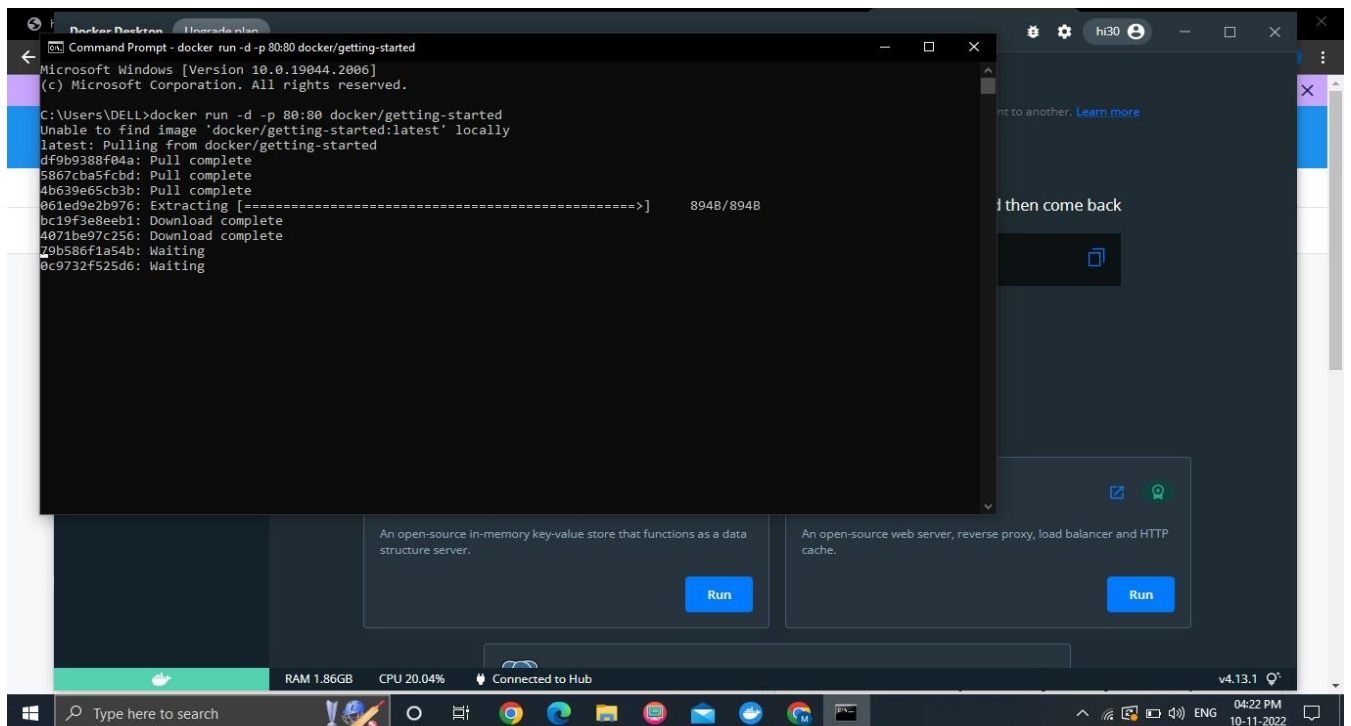 Docker Desktop Upgrade plan
hi30
Command Prompt - docker run -d -p 80:80 docker/getting-started
Microsoft Windows [Version 10.0.19044.2006]
(c) Microsoft Corporation. All rights reserved.
C:\Users\DELL>docker run -d -p 80:80 docker/getting-started
Unable to find image 'docker/getting-started:latest' locally
latest: Pulling from docker/getting-started
df9b9388f04a: Pull complete
5867cba5fcbd: Pull complete
4b639e65cb3b: Pull complete
061ed9e2b976: Extracting [==================================================>] 894B/894B
bc19f3e8eeb1: Download complete
4071be97c256: Download complete
79b586f1a54b: Waiting
0c9732f525d6: Waiting
nt to another. Learn more
then come back
An open-source in-memory key-value store that functions as a data
structure server.
Run
An open-source web server, reverse proxy, load balancer and HTTP
cache.
Run
RAM 1.86GB CPU 20.04% Connected to Hub v4.13.1
Type here to search
ENG
04:22 PM
10-11-2022